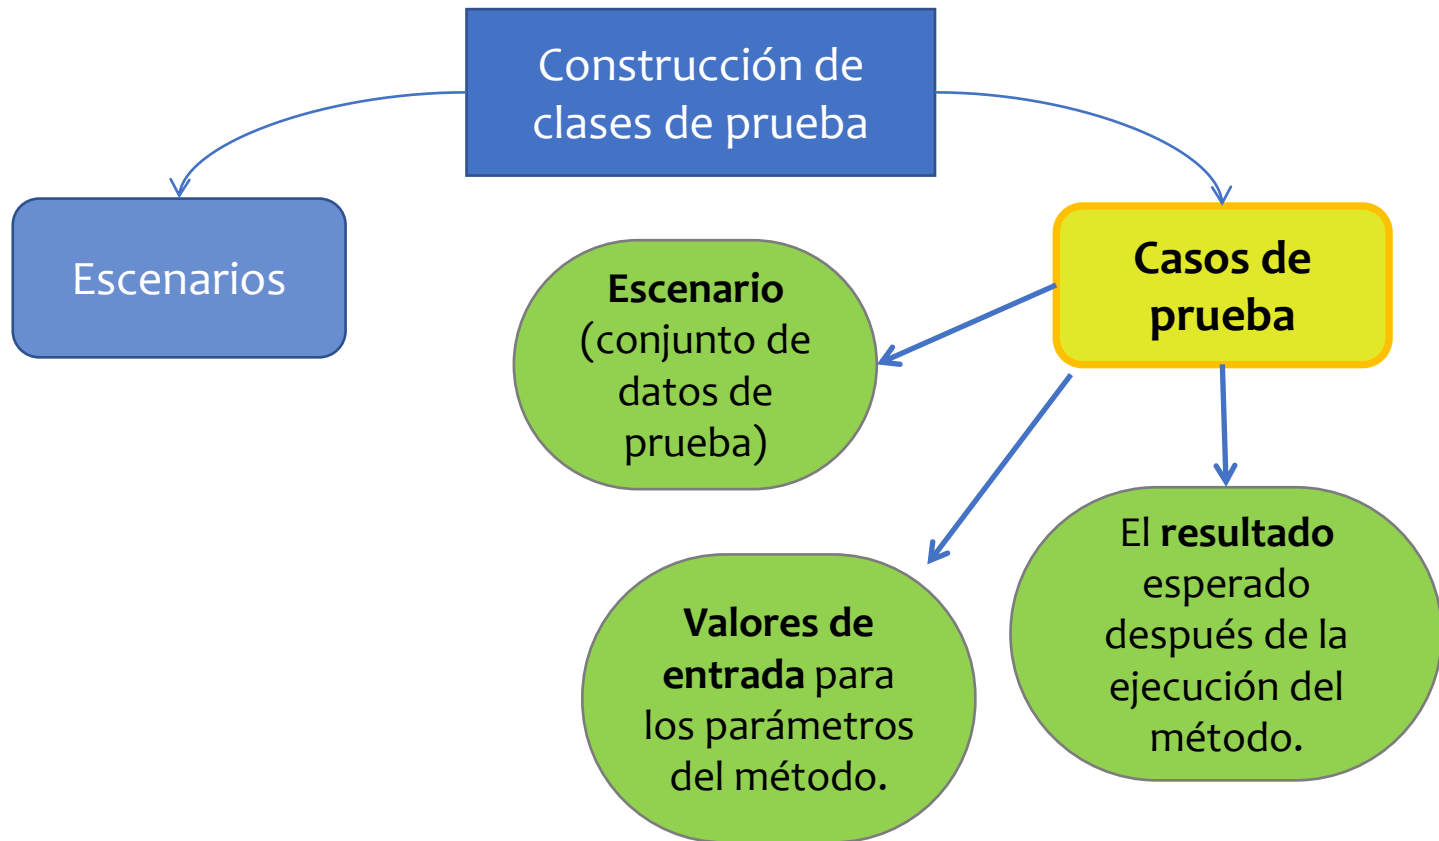 Construcción de
clases de prueba
Escenarios
Casos de
prueba
Escenario
(conjunto de
datos de
prueba)
Valores de
entrada para
los parámetros
del método.
El resultado
esperado
después de la
ejecución del
método.